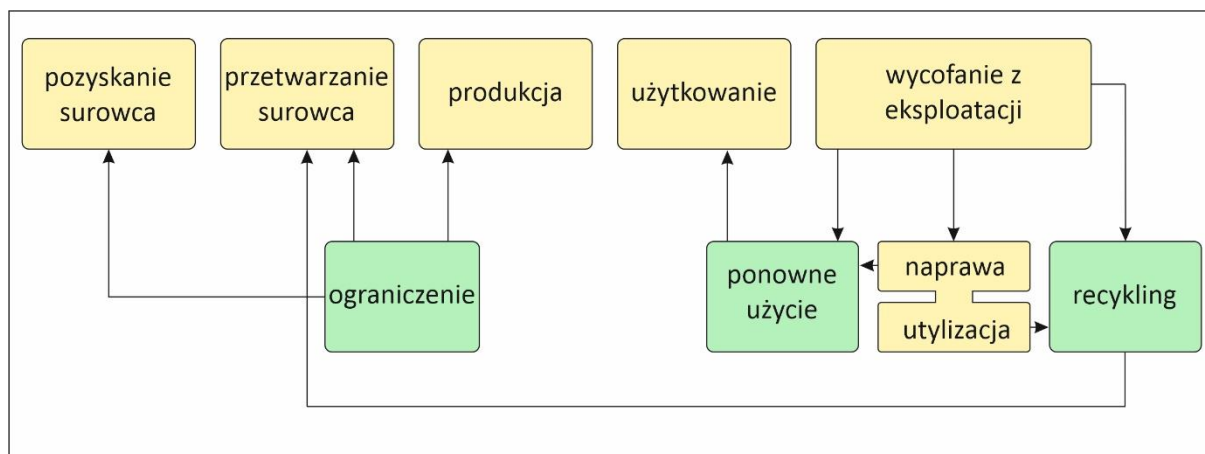 pozyskanie
surowca
przetwarzanie
surowca
produkcja
użytkowanie
wycofanie z
eksploatacji
ograniczenie
ponowne
użycie
naprawa
utylizacja
recykling